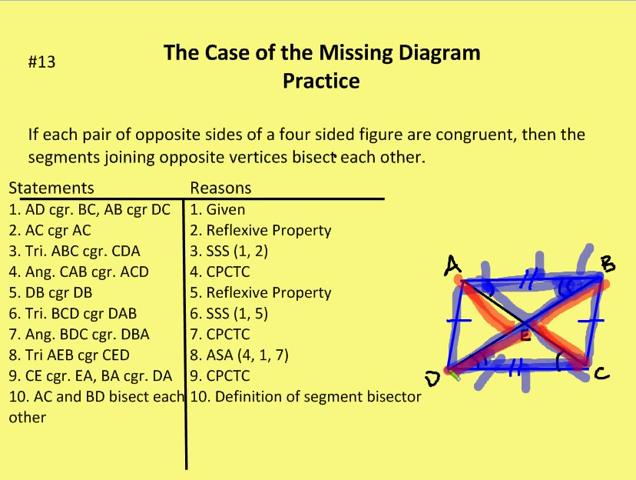 #13
The Case of the Missing Diagram
Practice
If each pair of opposite sides of a four sided figure are congruent, then the
segments joining opposite vertices bisect each other.
Statements Reasons
1. AD cgr. BC, AB cgr DC 1. Given
2. AC cgr AC 2. Reflexive Property
3. Tri. ABC cgr. CDA 3. SSS (1, 2)
4. Ang. CAB cgr. ACD 4. CPCTC
5. DB cgr DB 5. Reflexive Property
6. Tri. BCD cgr DAB 6. SSS (1, 5)
7. Ang. BDC cgr. DBA 7. CPCTC
8. Tri AEB cgr CED 8. ASA (4, 1, 7)
9. CE cgr. EA, BA cgr. DA 9. CPCTC
10. AC and BD bisect each 10. Definition of segment bisector
other
A B
E
D C